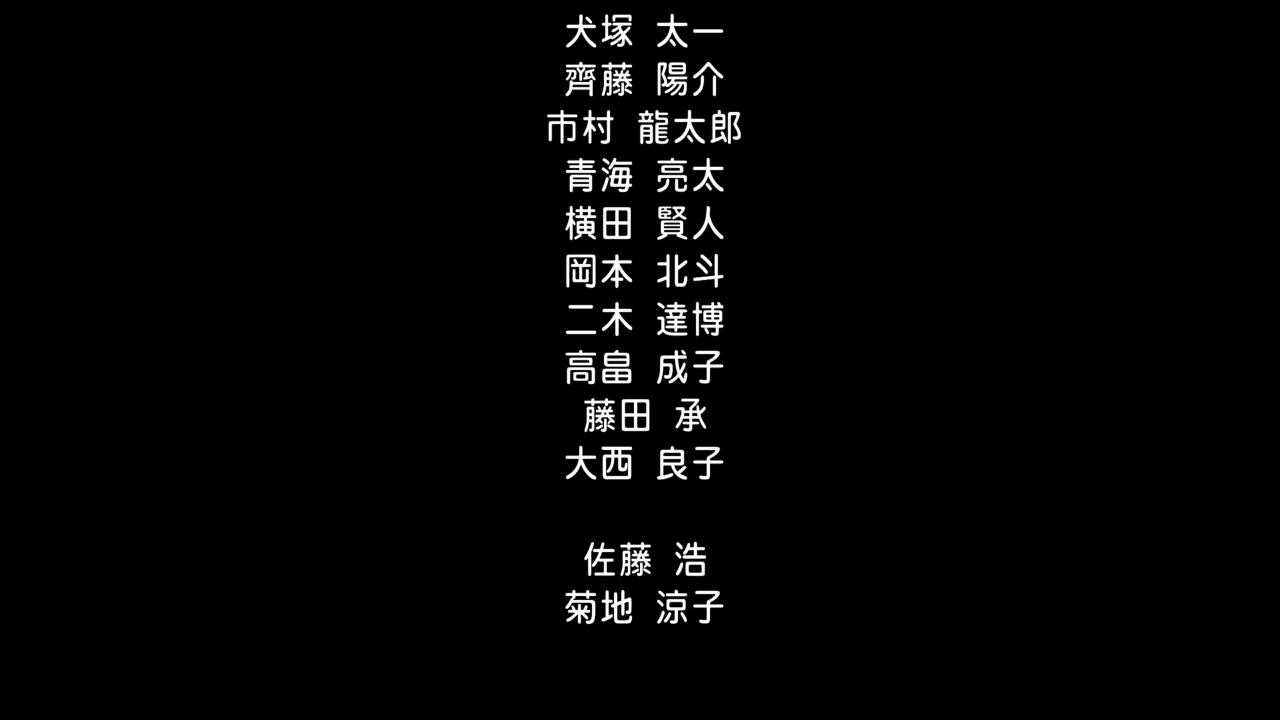 犬塚 太一
齊藤 陽介
市村 龍太郎
青海 亮太
横田 賢人
岡本 北斗
二木 達博
高畠 成子
藤田 承
大西 良子
佐藤 浩
菊地 涼子